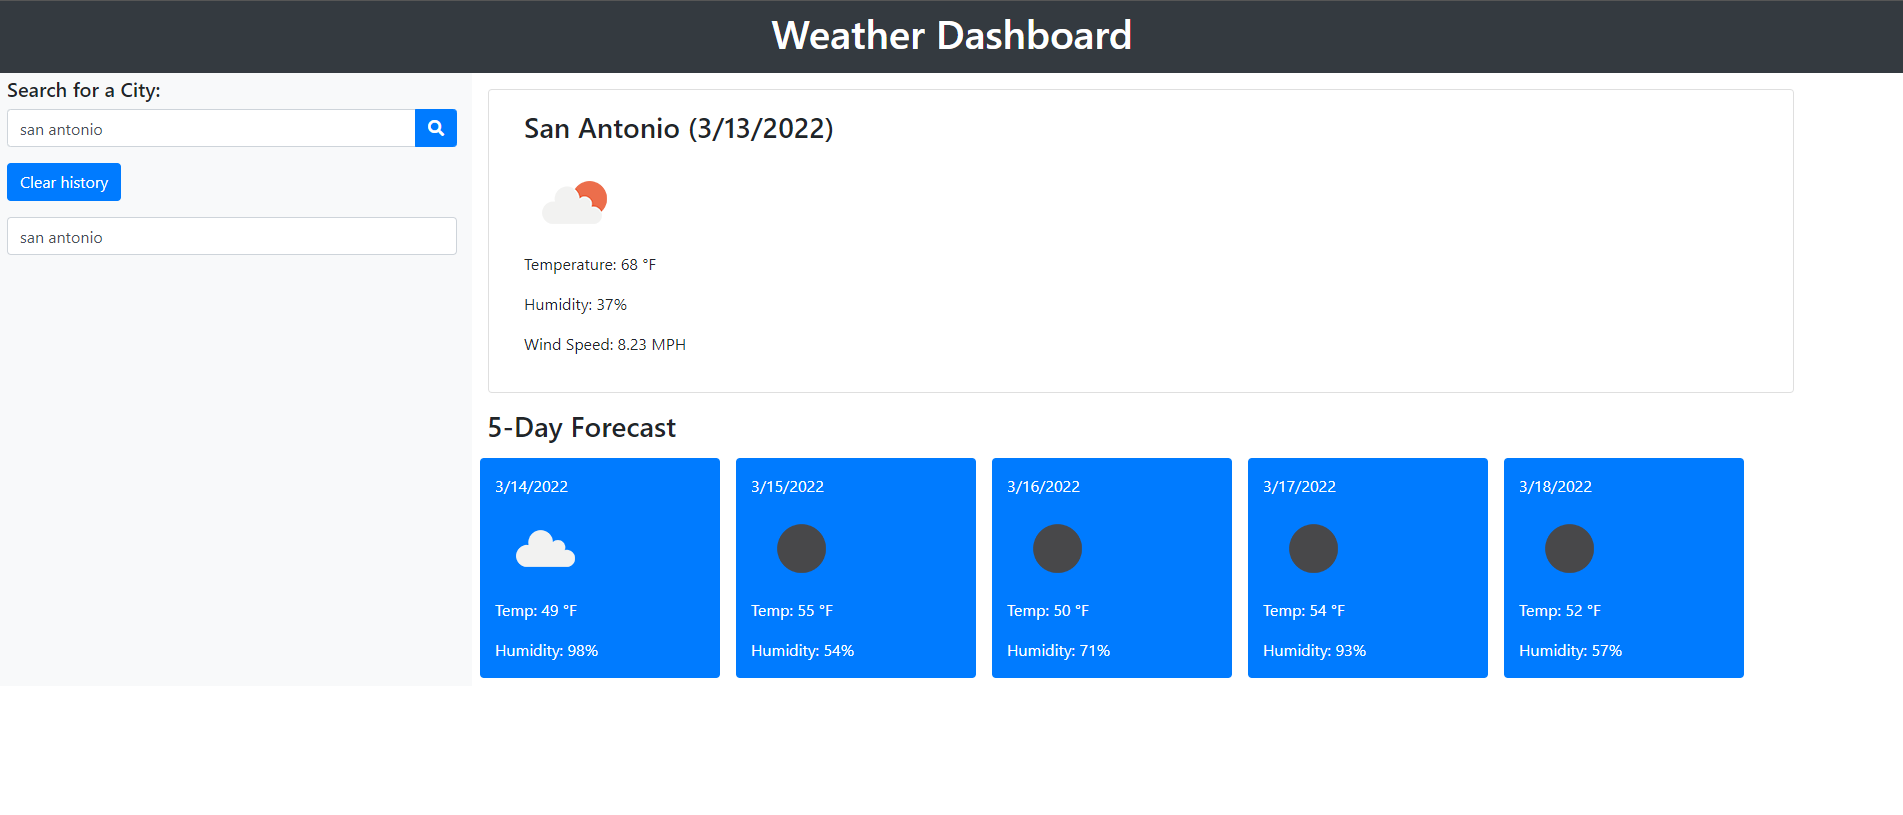 Weather Dashboard
Search for a City:
san antonio
Clear history
san antonio
San Antonio (3/13/2022)
Temperature: 68 °F
Humidity: 37%
Wind Speed: 8.23 MPH
5-Day Forecast
3/14/2022
Temp: 49 °F
Humidity: 98%
3/15/2022
Temp: 55 °F
Humidity: 54%
3/16/2022
Temp: 50 °F
Humidity: 71%
3/17/2022
Temp: 54 °F
Humidity: 93%
3/18/2022
Temp: 52 °F
Humidity: 57%